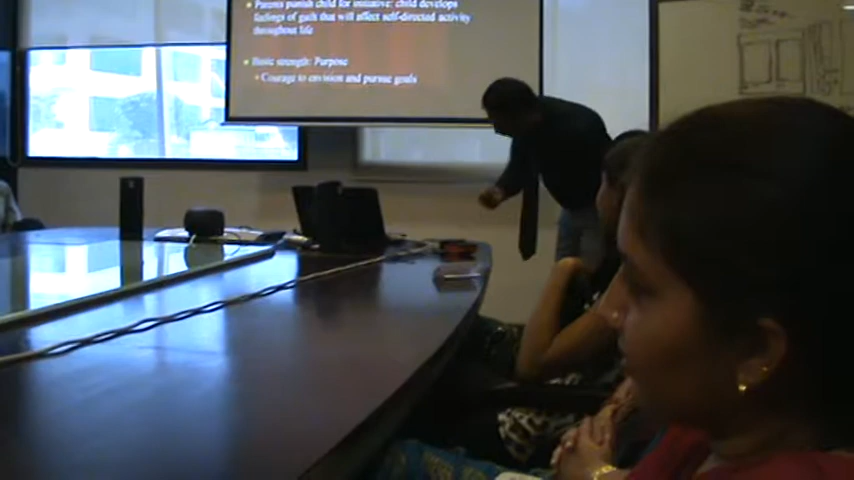 Parents punish child for initiative: child develops
feelings of guilt that will affect self-directed activity
throughout life
Basic strength: Purpose
Courage to envision and pursue goals